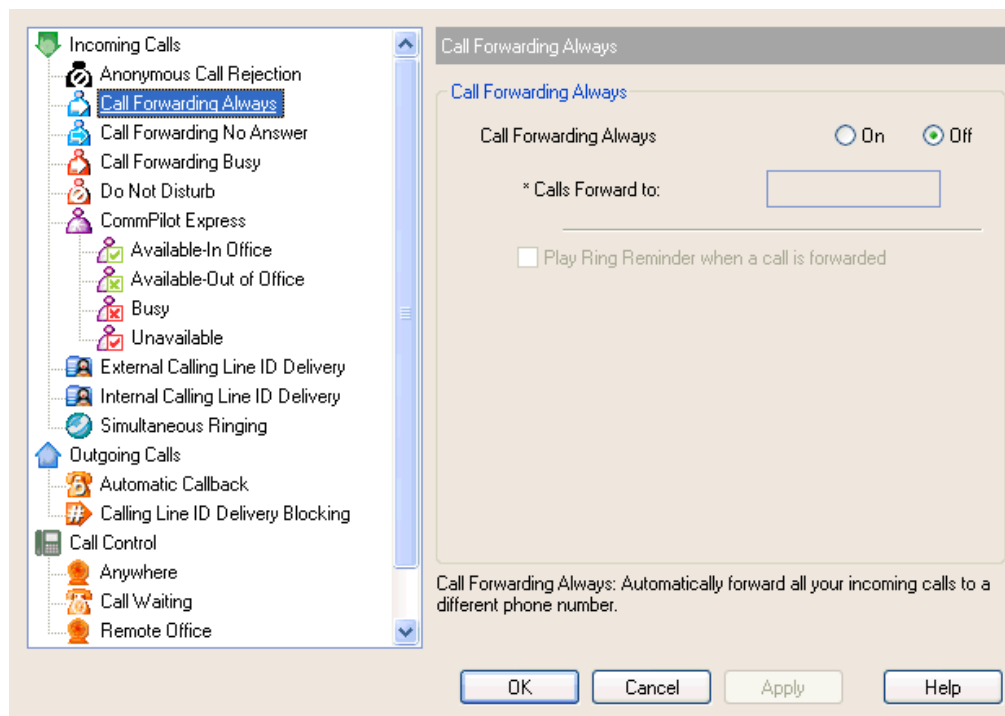 Incoming Calls
Anonymous Call Rejection
Call Forwarding Always
Call Forwarding No Answer
Call Forwarding Busy
Do Not Disturb
CommPilot Express
Available-In Office
Available-Out of Office
Busy
Unavailable
External Calling Line ID Delivery
Internal Calling Line ID Delivery
Simultaneous Ringing
Outgoing Calls
Automatic Callback
Calling Line ID Delivery Blocking
Call Control
Anywhere
Call Waiting
Remote Office
Call Forwarding Always
Call Forwarding Always
Call Forwarding Always On Off
* Calls Forward to:
Play Ring Reminder when a call is forwarded
Call Forwarding Always: Automatically forward all your incoming calls to a
different phone number.
OK Cancel Apply Help